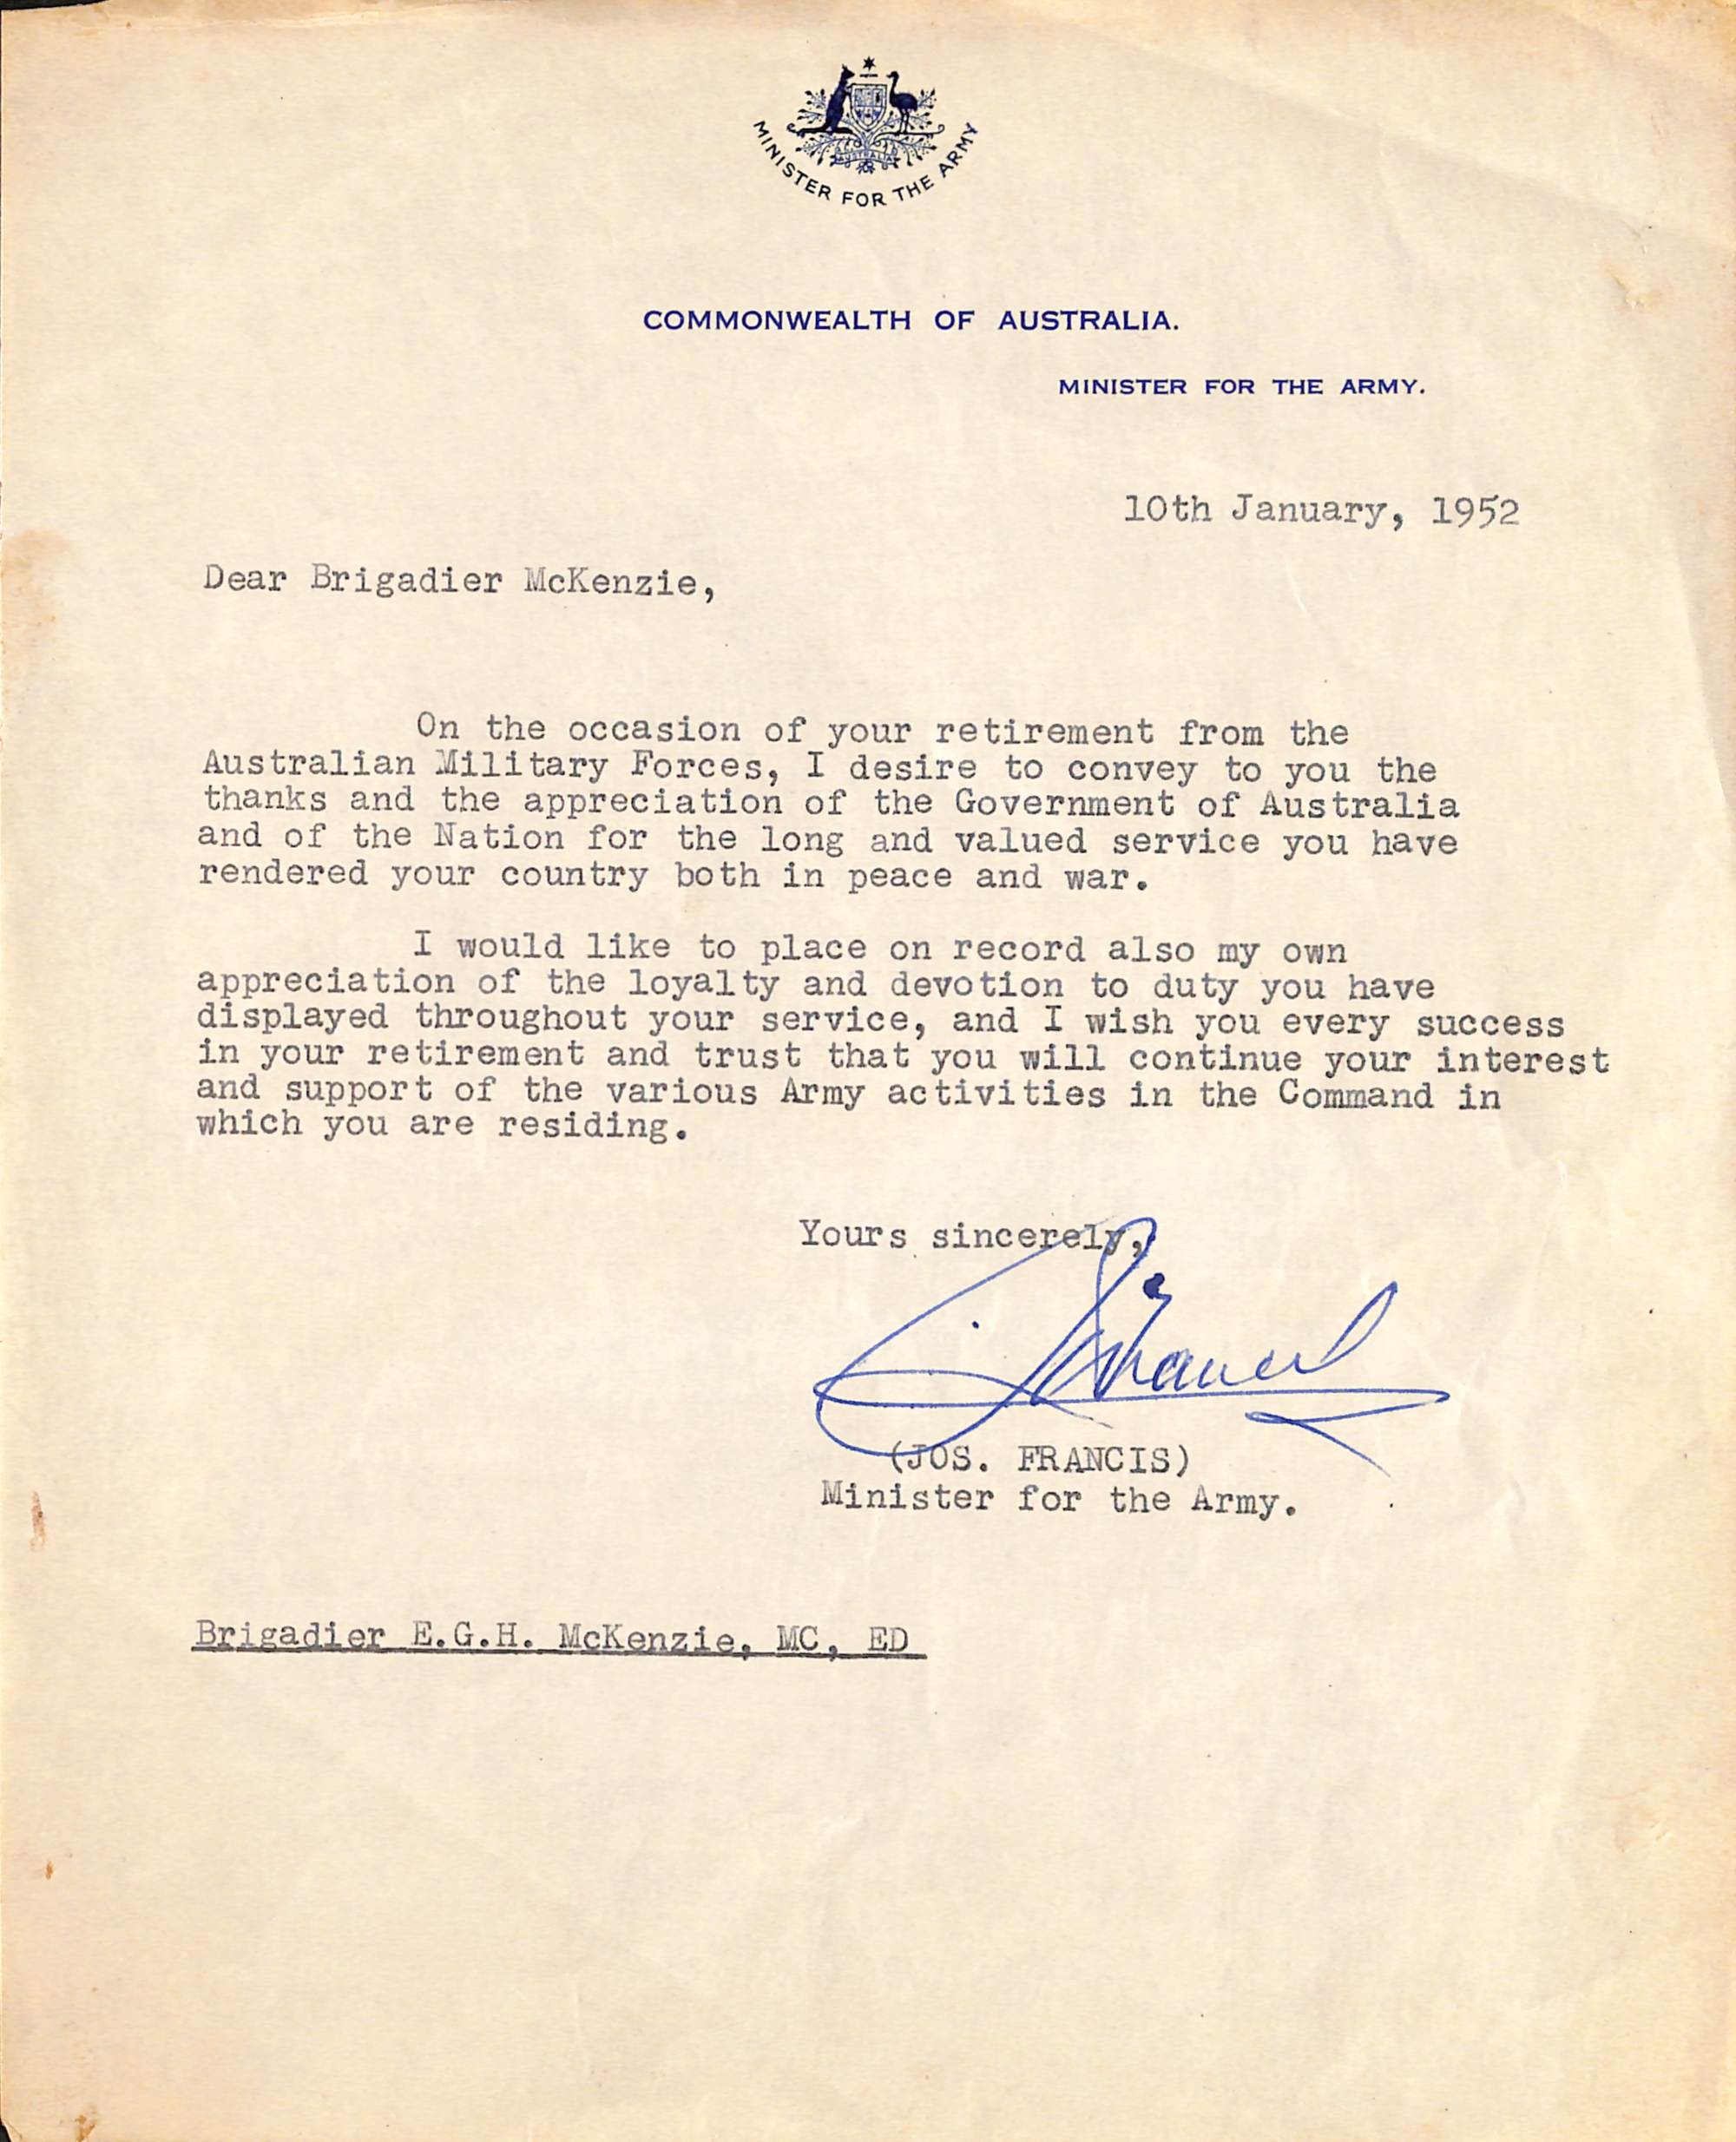 AUSTRALIA
MINISTER FOR THE ARMY
COMMONWEALTH OF AUSTRALIA.
MINISTER FOR THE ARMY.
10th January, 1952
Dear Brigadier McKenzie,
On the occasion of your retirement from the
Australian Military Forces, I desire to convey to you the
thanks and the appreciation of the Government of Australia
and of the Nation for the long and valued service you have
rendered your country both in peace and war.
I would like to place on record also my own
appreciation of the loyalty and devotion to duty you have
displayed throughout your service, and I wish you every success
in your retirement and trust that you will continue your interest
and support of the various Army activities in the Command in
which you are residing.
Yours sincerely,
(JOS. FRANCIS)
Minister for the Army.
Brigadier E.G.H. McKenzie, MC, ED